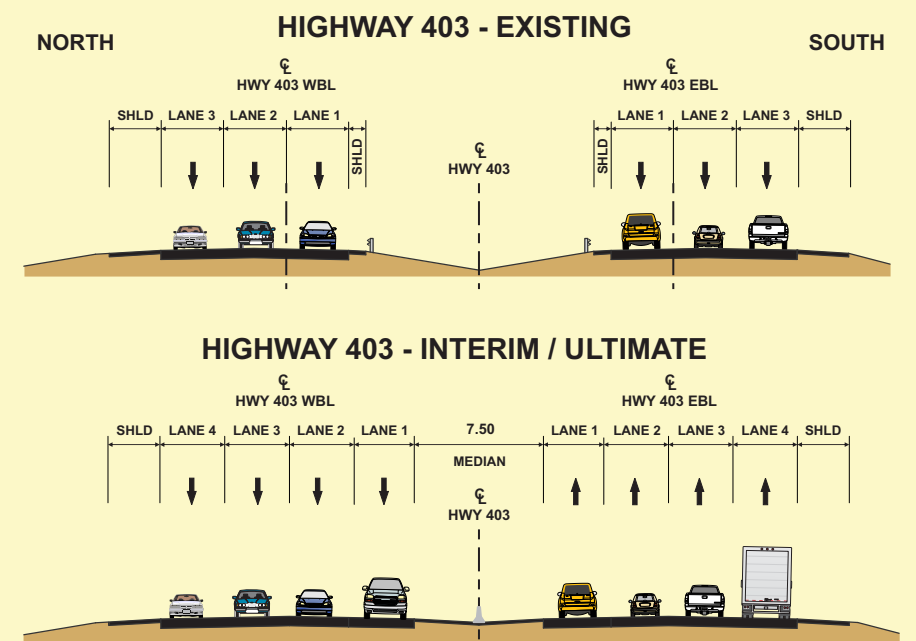 HIGHWAY 403 - EXISTING
NORTH
SOUTH
℄
HWY 403 WBL
℄
HWY 403 EBL
SHLD LANE 3 LANE 2 LANE 1
SHLD
℄
HWY 403
LANE 1 LANE 2 LANE 3 SHLD
SHLD
HIGHWAY 403 - INTERIM / ULTIMATE
℄
HWY 403 WBL
℄
HWY 403 EBL
SHLD LANE 4 LANE 3 LANE 2 LANE 1 7.50 LANE 1 LANE 2 LANE 3 LANE 4 SHLD
MEDIAN
℄
HWY 403